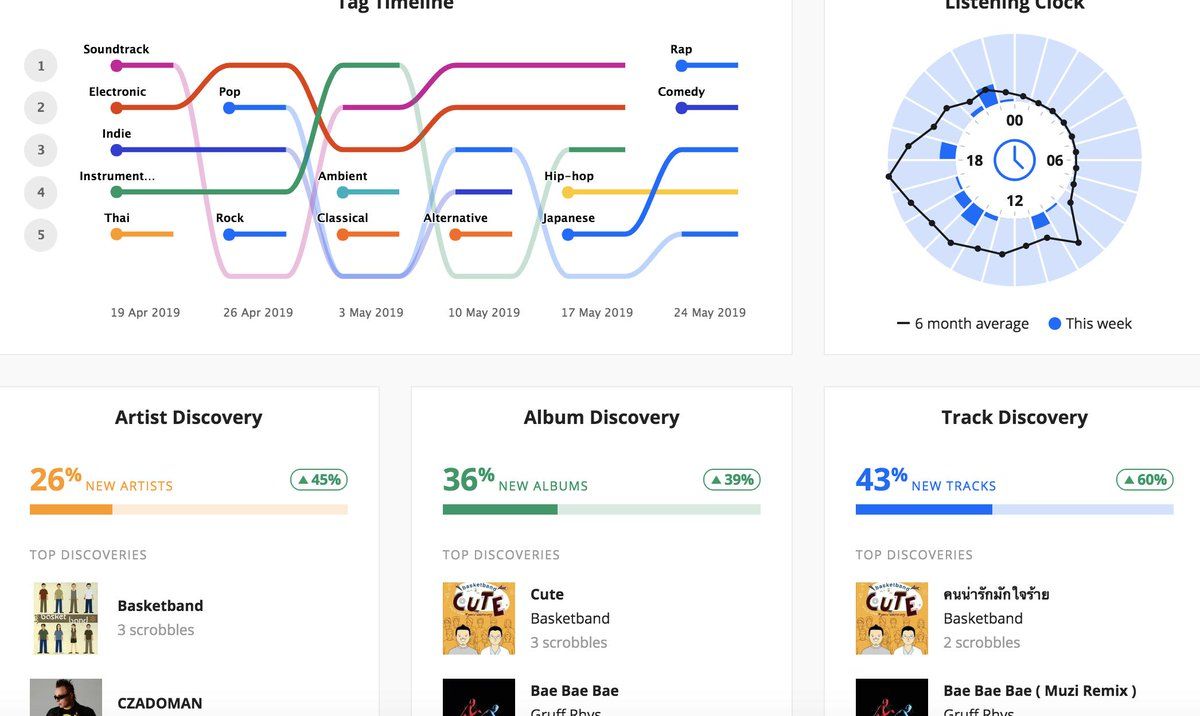 Tag Timeline
1
2
3
4
5
Soundtrack
Electronic
Indie
Instrument...
Thai
Pop
Rock
Ambient
Classical
Alternative
Hip-hop
Japanese
Rap
Comedy
19 Apr 2019
26 Apr 2019
3 May 2019
10 May 2019
17 May 2019
24 May 2019
Listening Clock
00
18
06
12
6 month average
This week
Artist Discovery
26% NEW ARTISTS
45%
TOP DISCOVERIES
Basketband
3 scrobbles
CZADOMAN
Album Discovery
36% NEW ALBUMS
39%
TOP DISCOVERIES
Basketband
CUTE
Cute
Basketband
3 scrobbles
Bae Bae Bae
Gruff Rhys
Track Discovery
43% NEW TRACKS
60%
TOP DISCOVERIES
Basketband
CUTE
คนน่ารักมักใจร้าย
Basketband
2 scrobbles
Bae Bae Bae ( Muzi Remix )
Gruff Rhys